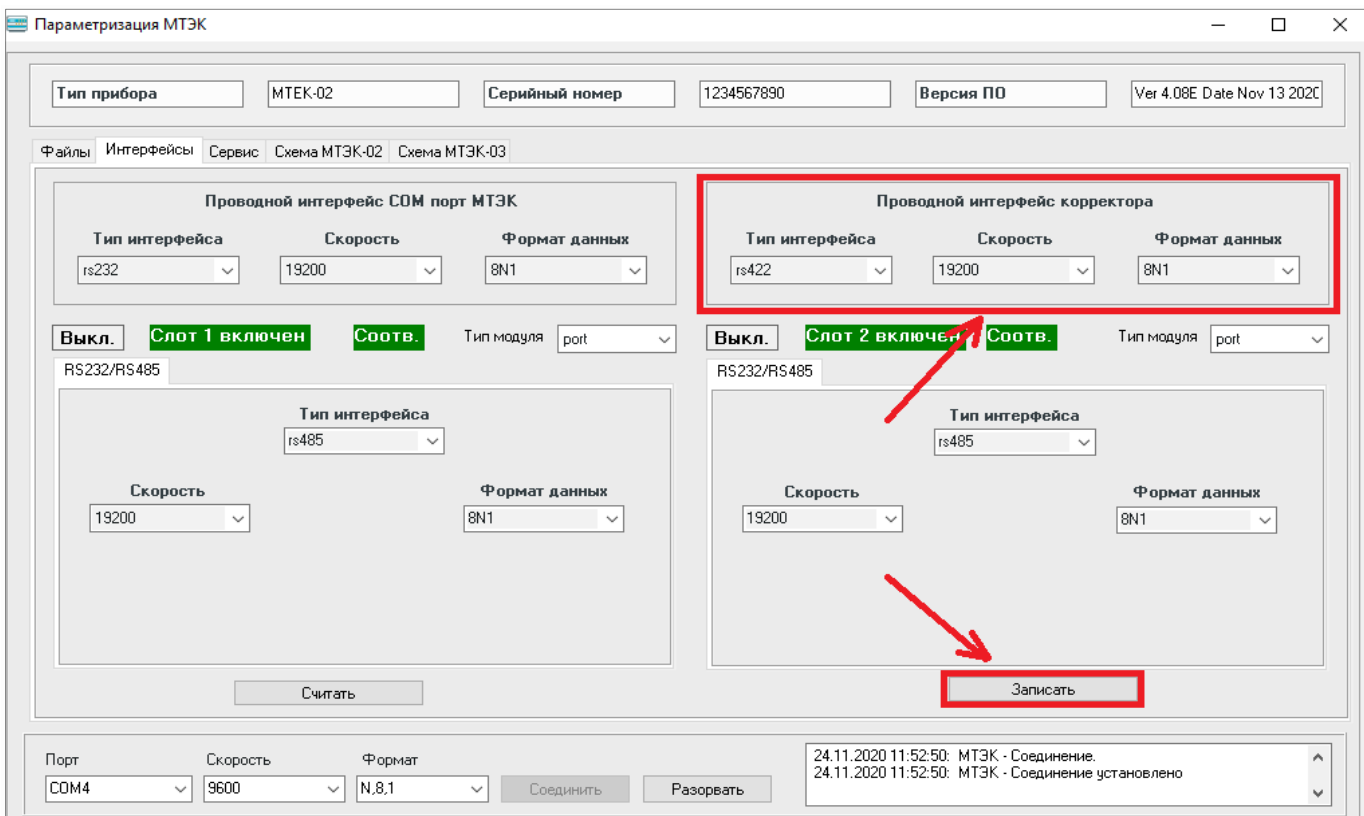 Параметризация МТЭК
Тип прибора МТЕК-02 Серийный номер 1234567890 Версия ПО Ver 4.08E Date Nov 13 202
Файлы Интерфейсы Сервис Схема МТЭК-02 Схема МТЭК-03
Проводной интерфейс COM порт МТЭК
Тип интерфейса Скорость Формат данных
rs232 19200 8N1
Проводной интерфейс корректора
Тип интерфейса Скорость Формат данных
rs422 19200 8N1
Выкл. Слот 1 включен Соотв. Тип модуля port
RS232/RS485
Тип интерфейса
rs485
Скорость Формат данных
19200 8N1
Считать
Выкл. Слот 2 включен Соотв. Тип модуля port
RS232/RS485
Тип интерфейса
rs485
Скорость Формат данных
19200 8N1
Записать
Порт Скорость Формат
COM4 9600 N,8,1 Соединить Разорвать
24.11.2020 11:52:50: МТЭК - Соединение.
24.11.2020 11:52:50: МТЭК - Соединение установлено